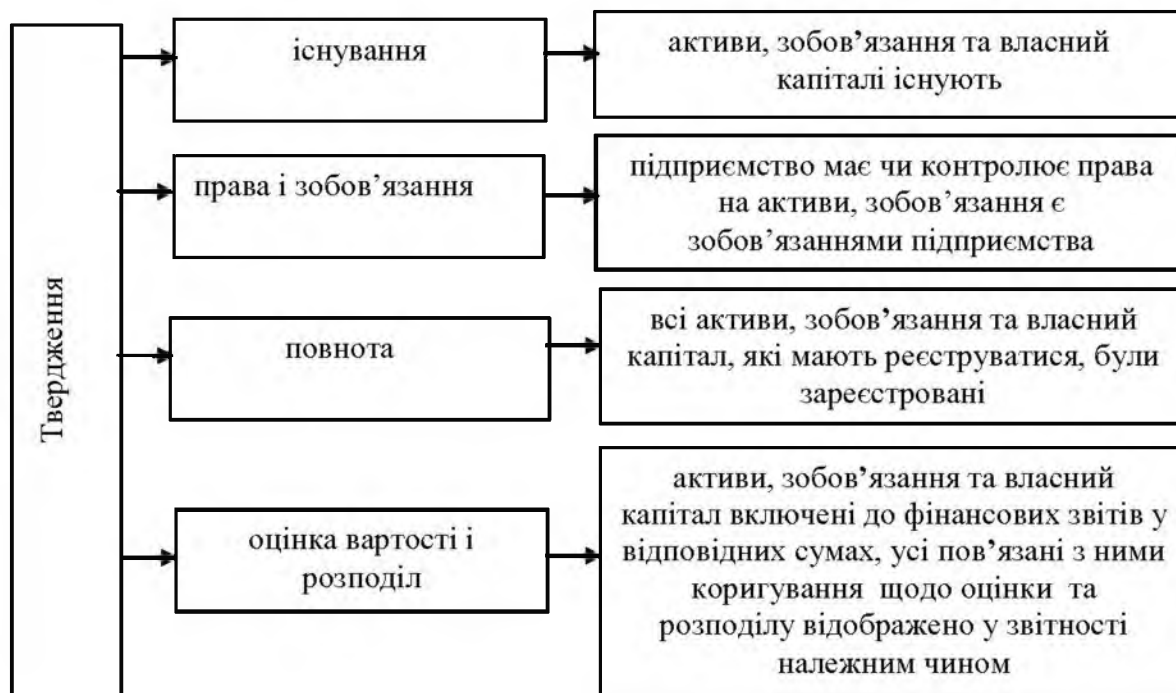 Твердження
існування
активи, зобов’язання та власний
капіталі існують
права і зобов’язання
підприємство має чи контролює права
на активи, зобов’язання є
зобов’язаннями підприємства
повнота
всі активи, зобов’язання та власний
капітал, які мають реєструватися, були
зареєстровані
оцінка вартості і
розподіл
активи, зобов’язання та власний
капітал включені до фінансових звітів у
відповідних сумах, усі пов’язані з ними
коригування щодо оцінки та
розподілу відображено у звітності
належним чином